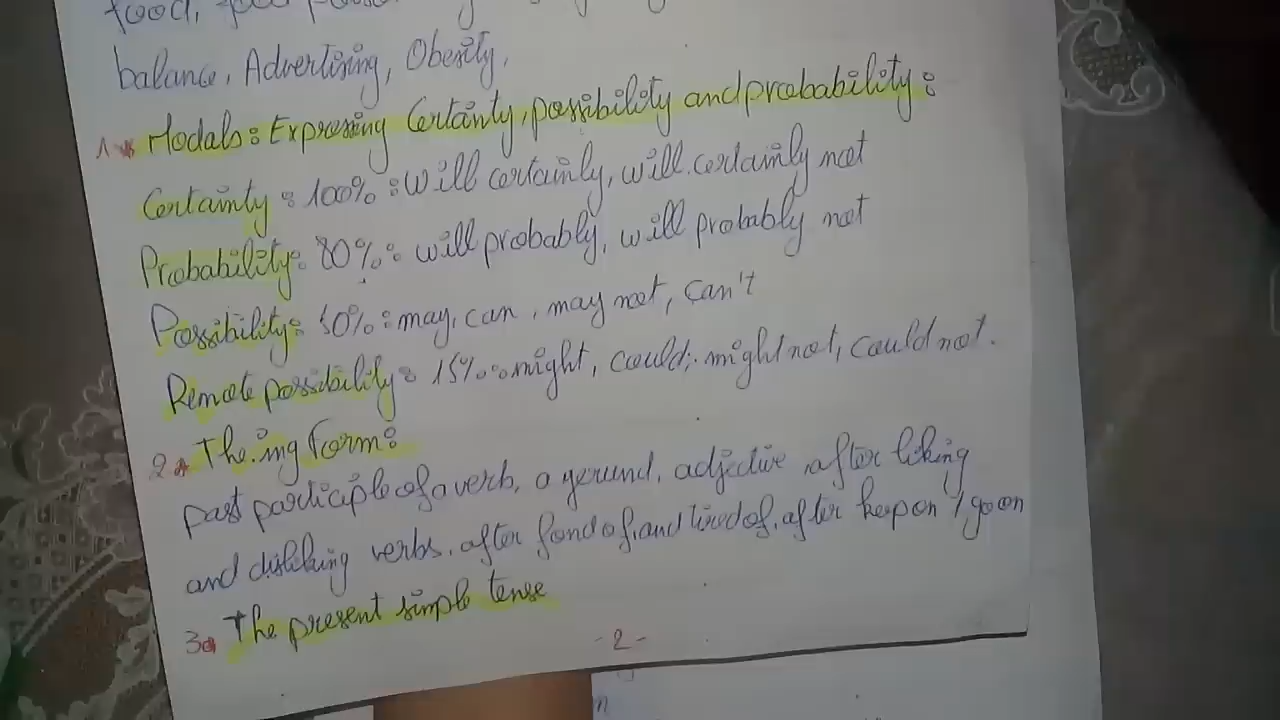 food,
balance, Advertising, Obesity,
1* Modals: Expressing Certainty, possibility and probability:
Certainty: 100%: will certainly, will certainly not
Probability: 80%: will probably, will probably not
Possibility: 50%: may, can, may not, can't
Remote possibility: 15%: might, could, might not, could not.
2* The ing form:
past participle of a verb, a gerund, adjective, after liking
and disliking verbs, after fond of, and tired of, after keep on / go on
3* The present simple tense
-2-